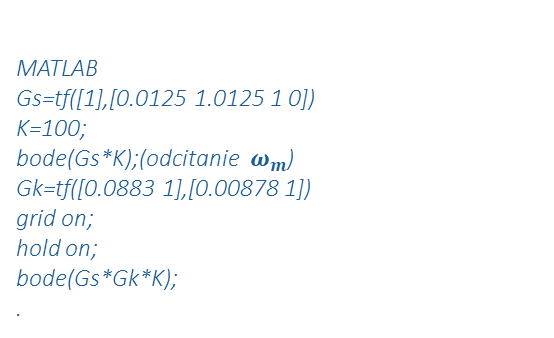 MATLAB
Gs=tf([1],[0.0125 1.0125 1 0])
K=100;
bode(Gs*K);(odcitanie ωm)
Gk=tf([0.0883 1],[0.00878 1])
grid on;
hold on;
bode(Gs*Gk*K);
.